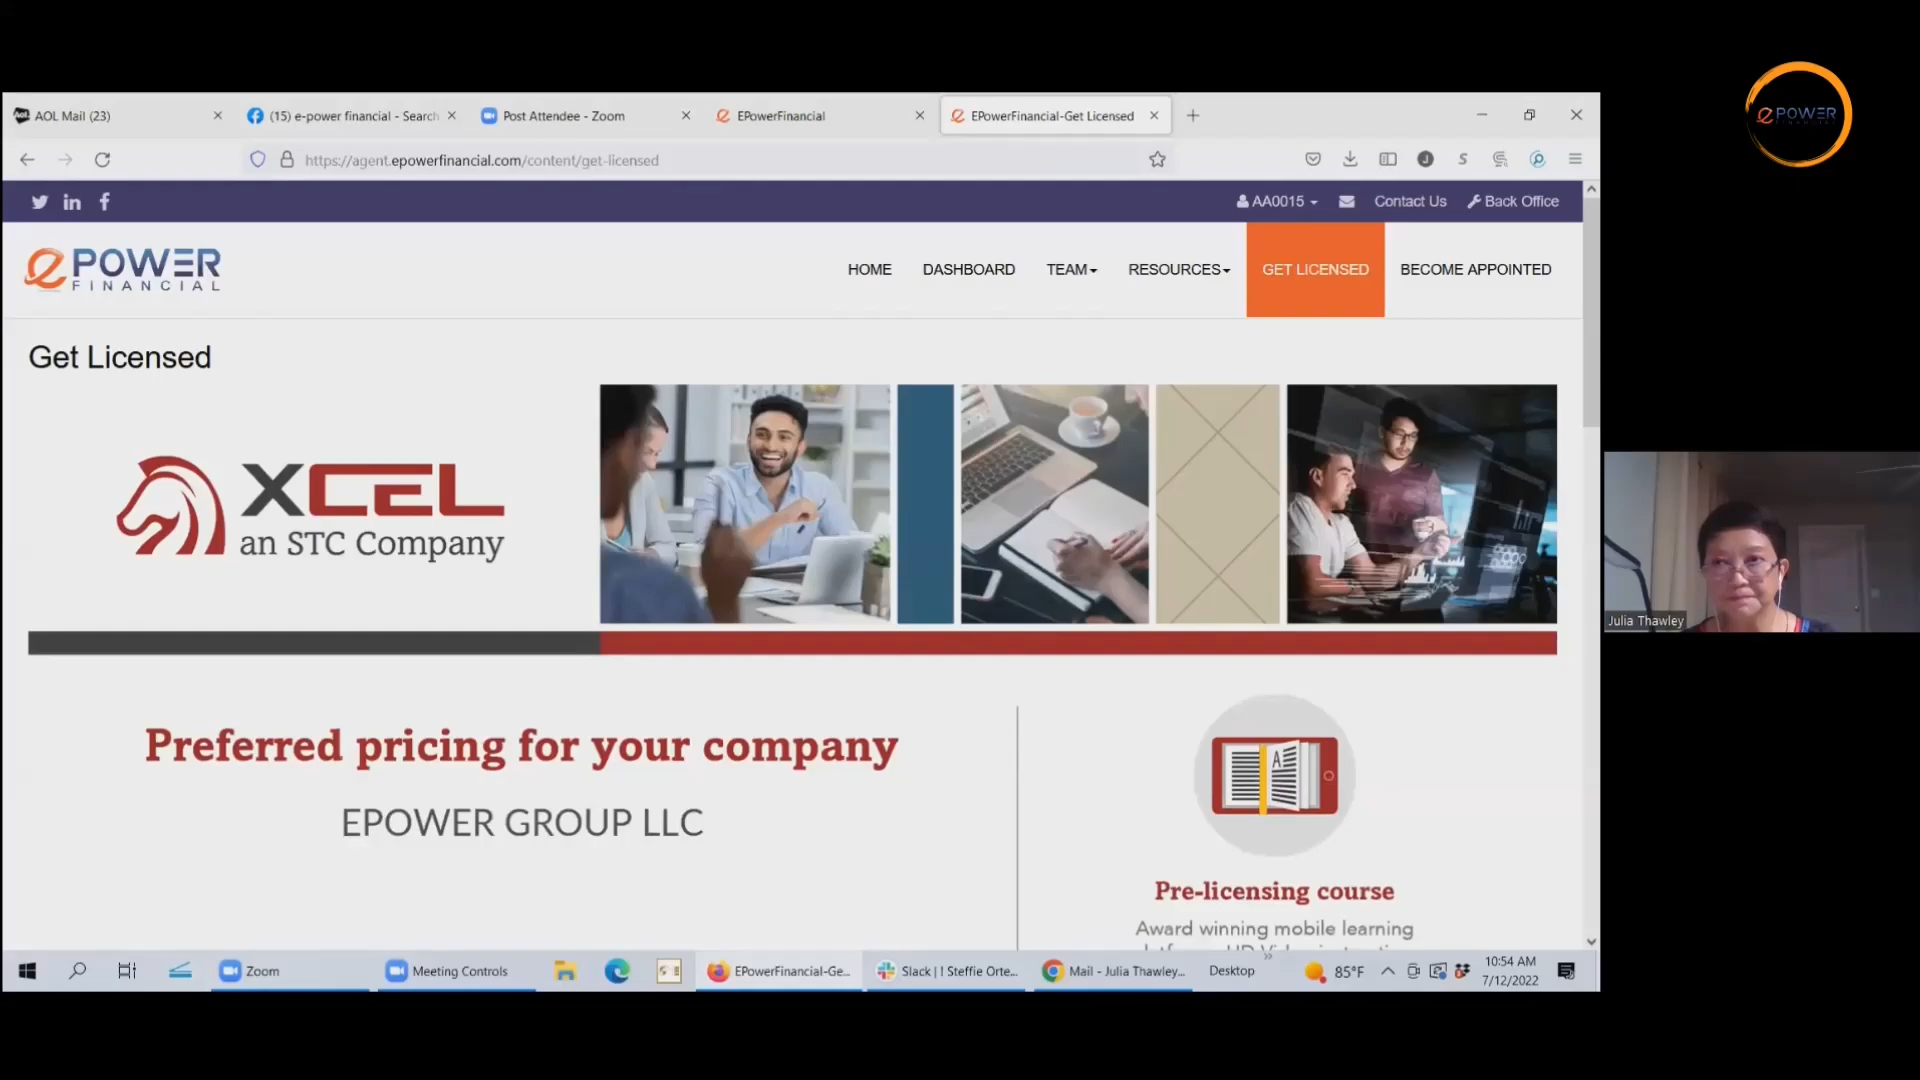 AOL Mail (23)
(15) e-power financial - Search
Post Attendee - Zoom
EPowerFinancial
EPowerFinancial-Get Licensed
https://agent.epowerfinancial.com/content/get-licensed
AA0015
Contact Us
Back Office
ePOWER
FINANCIAL
HOME
DASHBOARD
TEAM
RESOURCES
GET LICENSED
BECOME APPOINTED
Get Licensed
XCEL
an STC Company
Preferred pricing for your company
EPOWER GROUP LLC
A
Pre-licensing course
Award winning mobile learning
Zoom
Meeting Controls
EPowerFinancial-Ge...
Slack | ! Steffie Orte...
Mail - Julia Thawley...
Desktop
85°F
10:54 AM
7/12/2022
ePOWER
FINANCIAL
Julia Thawley